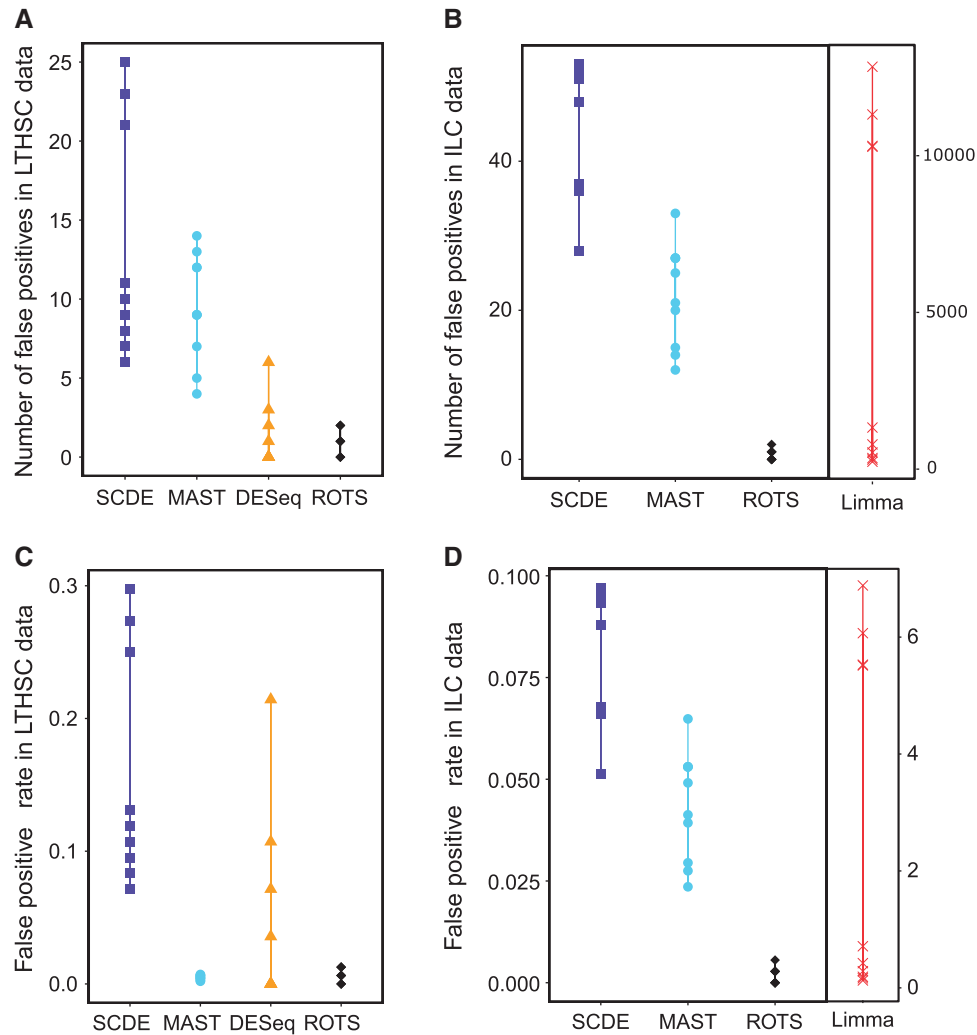 A
Number of false positives in LTHSC data
25
20
15
10
5
0
SCDE MAST DESeq ROTS
B
Number of false positives in ILC data
40
20
0
10000
5000
0
SCDE MAST ROTS Limma
C
False positive rate in LTHSC data
0.3
0.2
0.1
0.0
SCDE MAST DESeq ROTS
D
False positive rate in ILC data
0.100
0.075
0.050
0.025
0.000
6
4
2
0
SCDE MAST ROTS Limma